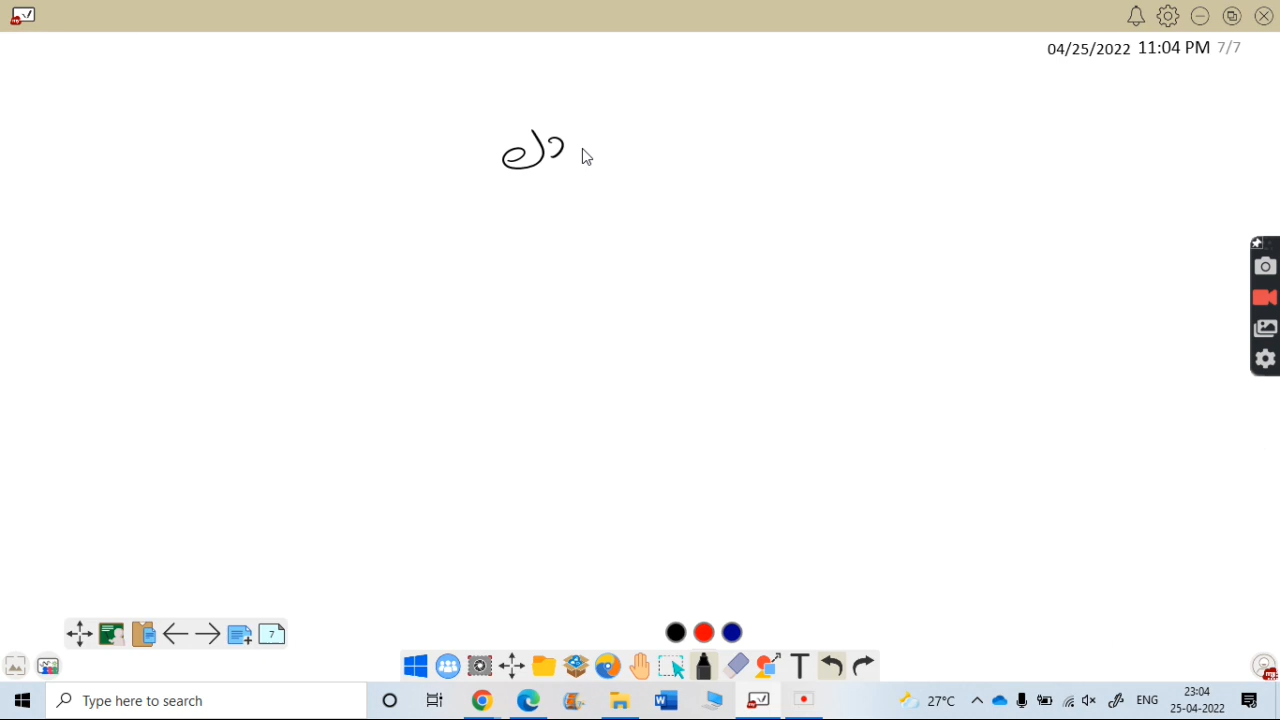 04/25/2022 11:04 PM 7/7
ലാ
7
Type here to search
27°C
ENG
23:04
25-04-2022